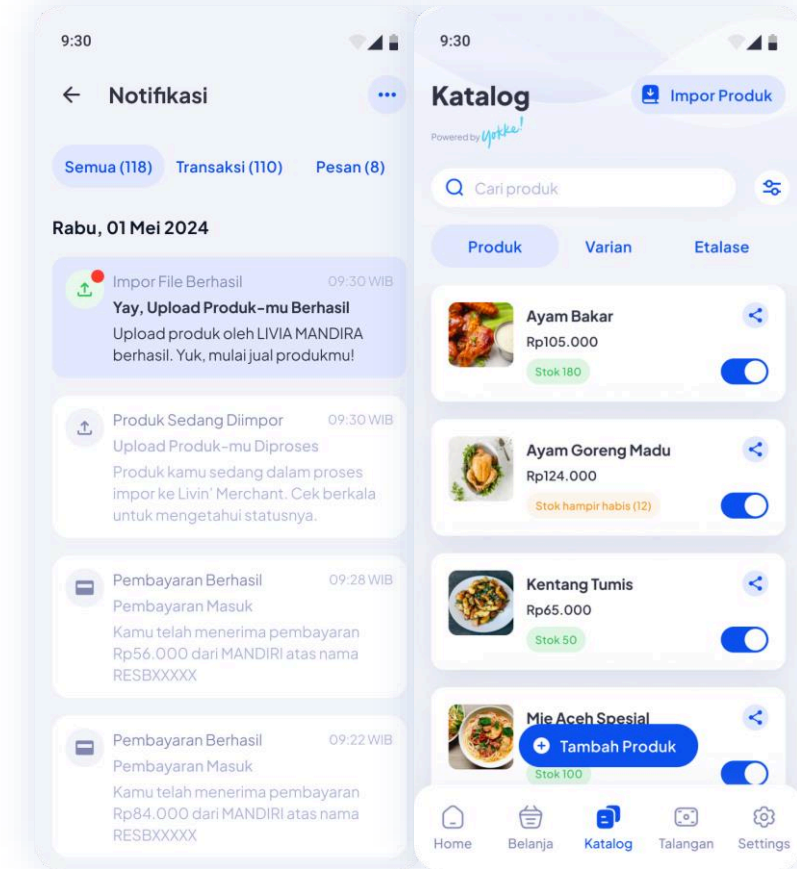 9:30
Notifikasi
Semua (118) Transaksi (110) Pesan (8)
Rabu, 01 Mei 2024
Impor File Berhasil 09:30 WIB
Yay, Upload Produk-mu Berhasil
Upload produk oleh LIVIA MANDIRA
berhasil. Yuk, mulai jual produkmu!
Produk Sedang Diimpor 09:30 WIB
Upload Produk-mu Diproses
Produk kamu sedang dalam proses
impor ke Livin' Merchant. Cek berkala
untuk mengetahui statusnya.
Pembayaran Berhasil 09:28 WIB
Pembayaran Masuk
Kamu telah menerima pembayaran
Rp56.000 dari MANDIRI atas nama
RESBXXXXX
Pembayaran Berhasil 09:22 WIB
Pembayaran Masuk
Kamu telah menerima pembayaran
Rp84.000 dari MANDIRI atas nama
RESBXXXXX
9:30
Katalog
Impor Produk
Powered by yokke!
Cari produk
Produk Varian Etalase
Ayam Bakar
Rp105.000
Stok 180
Ayam Goreng Madu
Rp124.000
Stok hampir habis (12)
Kentang Tumis
Rp65.000
Stok 50
Mie Aceh Spesial
Tambah Produk
Stok 100
Home Belanja Katalog Talangan Settings